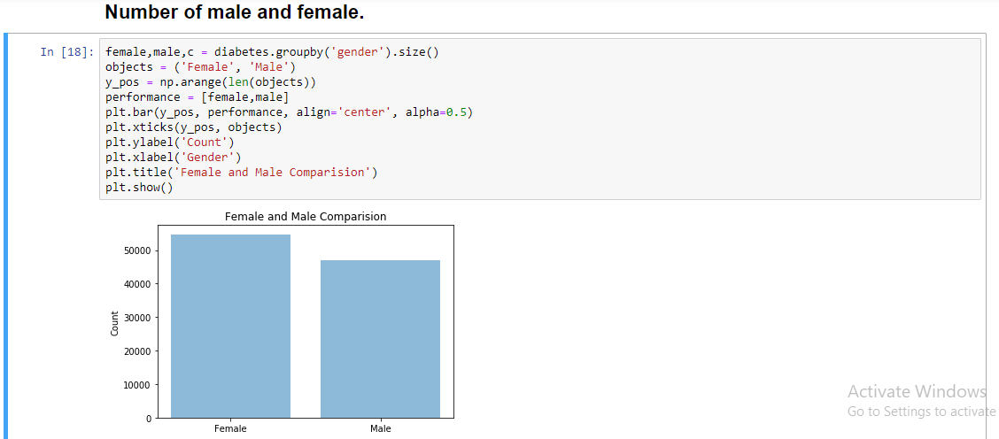 Number of male and female.
In [18]:
female,male,c = diabetes.groupby('gender').size()
objects = ('Female', 'Male')
y_pos = np.arange(len(objects))
performance = [female,male]
plt.bar(y_pos, performance, align='center', alpha=0.5)
plt.xticks(y_pos, objects)
plt.ylabel('Count')
plt.xlabel('Gender')
plt.title('Female and Male Comparision')
plt.show()
Female and Male Comparision
50000
40000
30000
20000
10000
0
Count
Female Male
Activate Windows
Go to Settings to activate